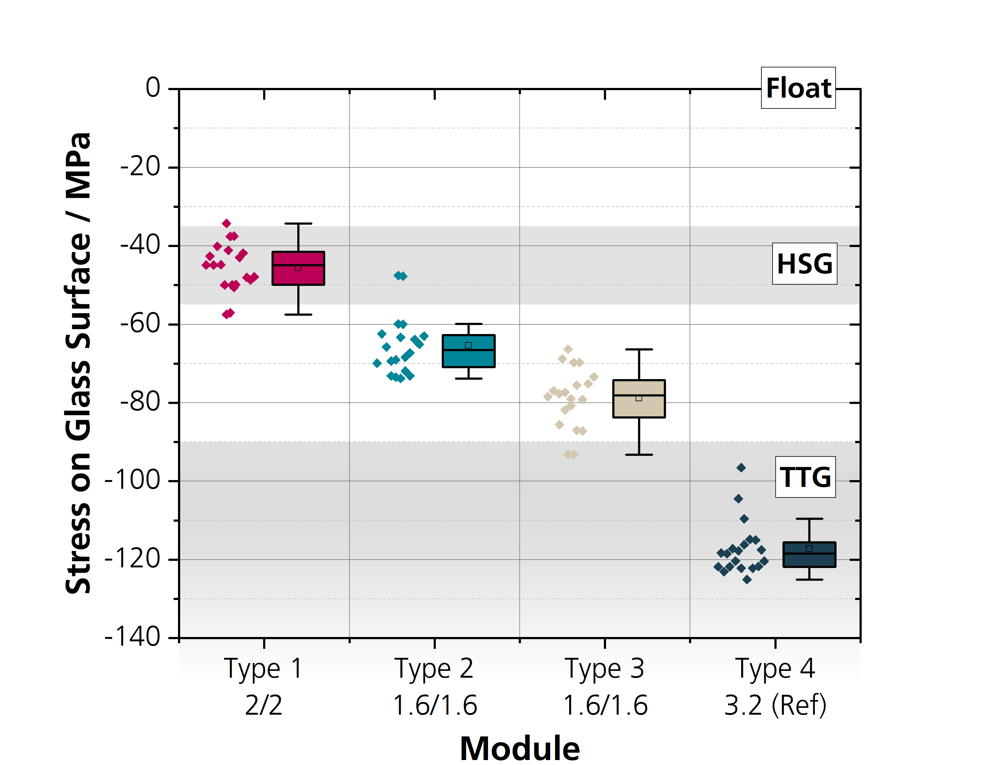 Float
0
-20
-40
-60
-80
-100
-120
-140
Stress on Glass Surface / MPa
HSG
TTG
Type 1
2/2
Type 2
1.6/1.6
Type 3
1.6/1.6
Type 4
3.2 (Ref)
Module